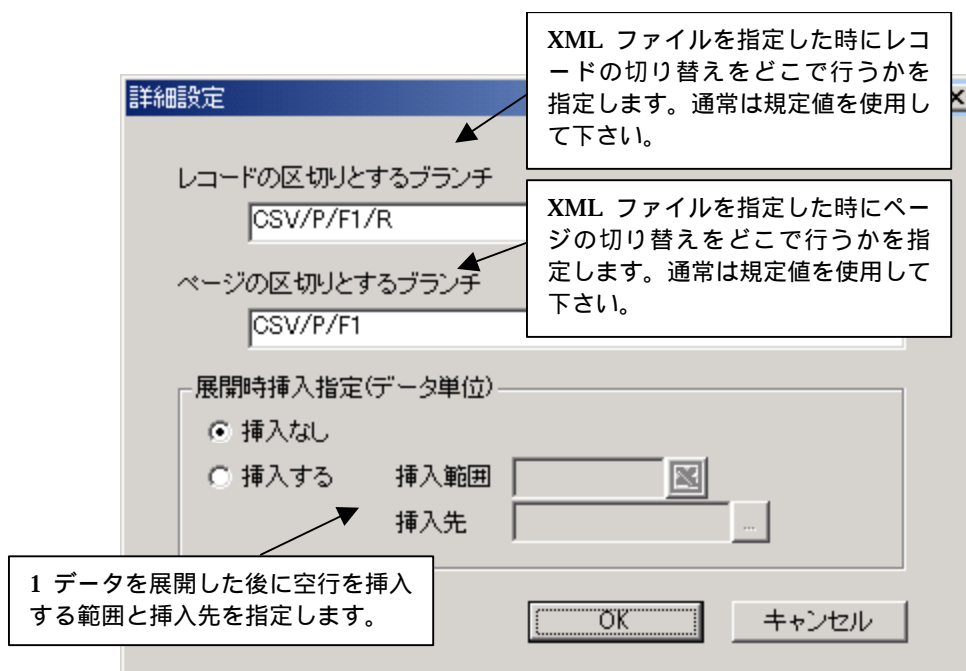 XML ファイルを指定した時にレコ
ードの切り替えをどこで行うかを
指定します。通常は規定値を使用し
て下さい。
詳細設定
レコードの区切りとするブランチ
CSV/P/F1/R
XML ファイルを指定した時にペー
ジの切り替えをどこで行うかを指
定します。通常は規定値を使用して
下さい。
ページの区切りとするブランチ
CSV/P/F1
展開時挿入指定(データ単位)
挿入なし
挿入する 挿入範囲
挿入先 ...
1 データを展開した後に空行を挿入
する範囲と挿入先を指定します。
OK キャンセル